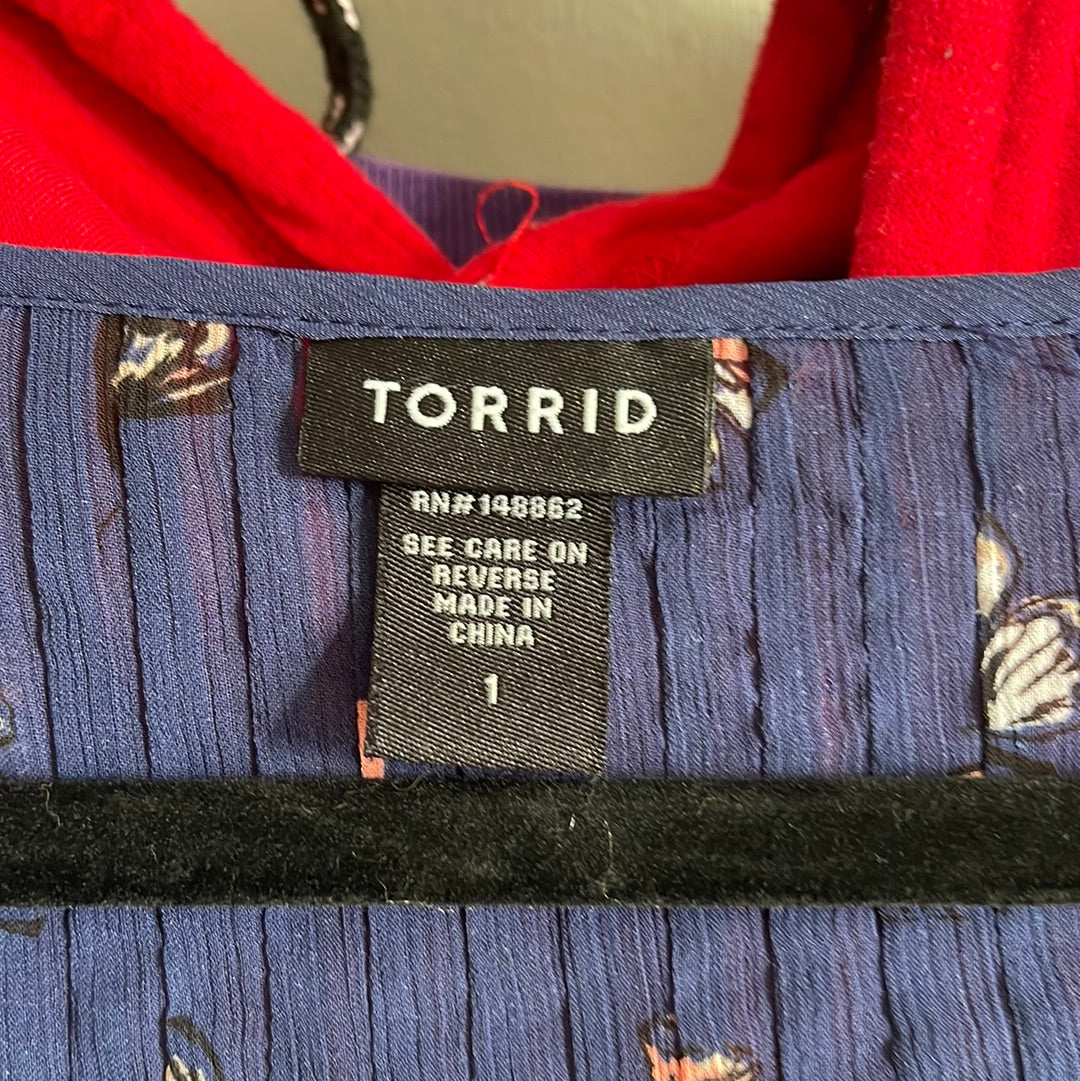 TORRID
RN#148862
SEE CARE ON
REVERSE
MADE IN
CHINA
1